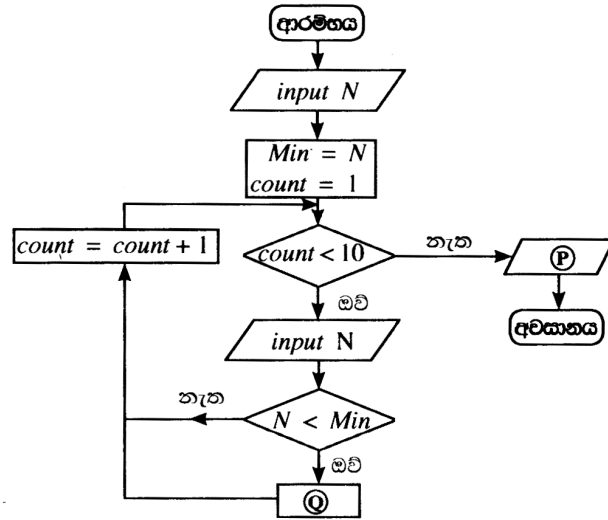 ආරම්භය
input N
Min = N
count = 1
count = count + 1
count < 10
නැත
P
ඔව්
අවසානය
input N
නැත
N < Min
ඔව්
Q